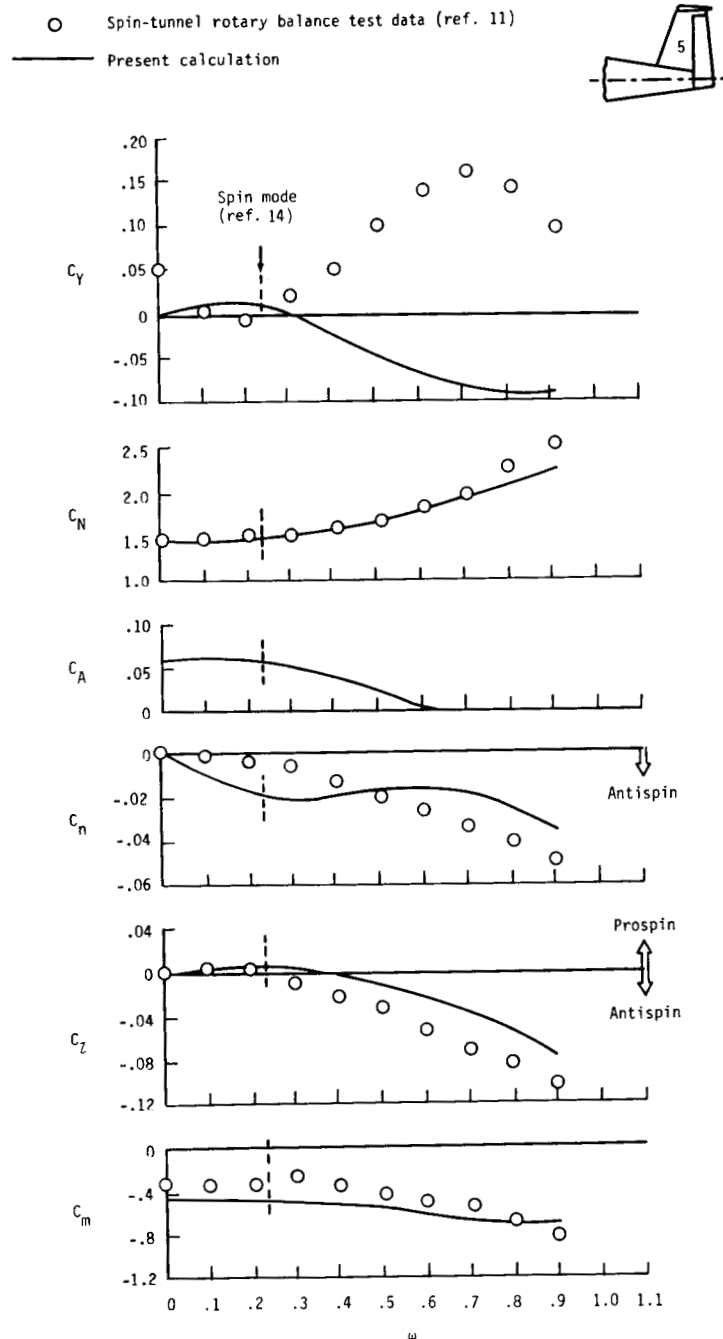 Spin-tunnel rotary balance test data (ref. 11)
Present calculation
5
.20
.15
.10
.05
0
-.05
-.10
C_Y
Spin mode
(ref. 14)
2.5
2.0
1.5
1.0
C_N
.10
0.05
0
C_A
0
-.02
-.04
-.06
C_n
Antispin
.04
0
-.04
-.08
-.12
C_l
Prospin
Antispin
0
-.4
-.8
-1.2
C_m
0 .1 .2 .3 .4 .5 .6 .7 .8 .9 1.0 1.1
ω